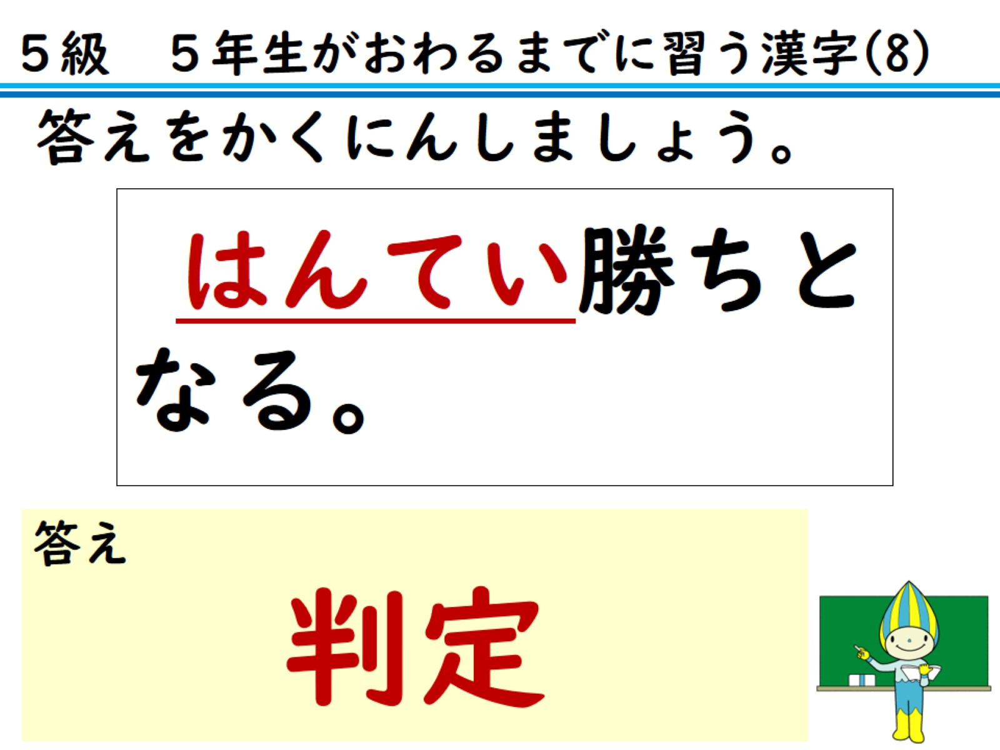 ５級　５年生がおわるまでに習う漢字(8)
答えをかくにんしましょう。
はんてい勝ちと
なる。
答え
判定